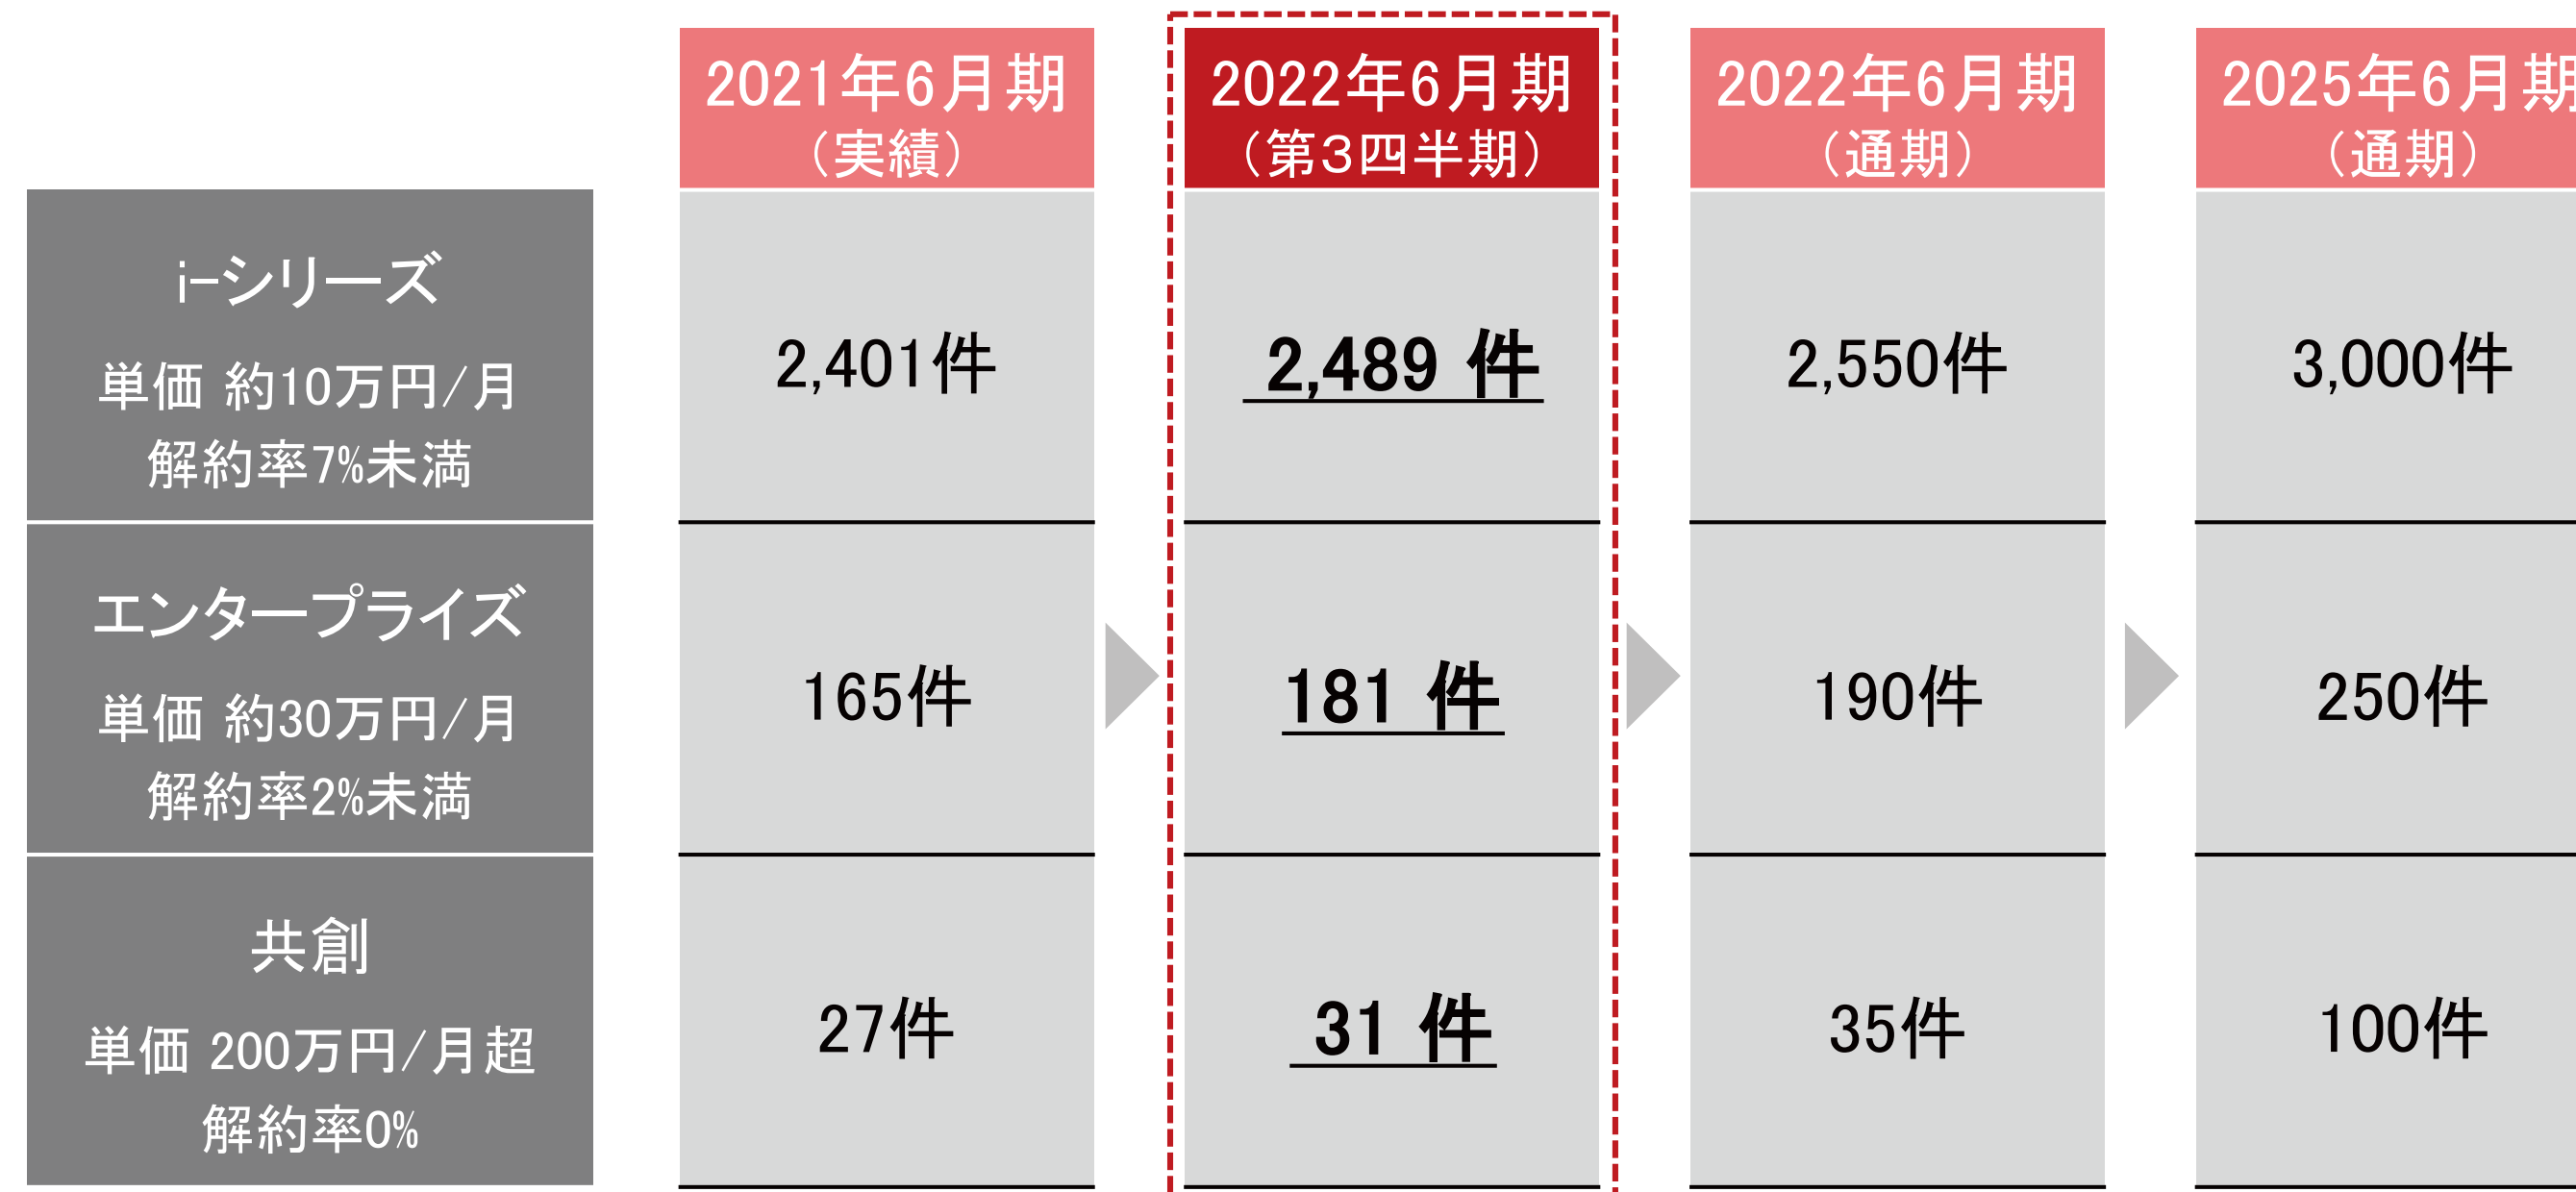 2021年6月期
（実績）
2022年6月期
（第3四半期）
2022年6月期
（通期）
2025年6月期
（通期）
i-シリーズ
単価 約10万円/月
解約率7%未満
2,401件
2,489 件
2,550件
3,000件
エンタープライズ
単価 約30万円/月
解約率2%未満
165件
181 件
190件
250件
共創
単価 200万円/月超
解約率0%
27件
31 件
35件
100件